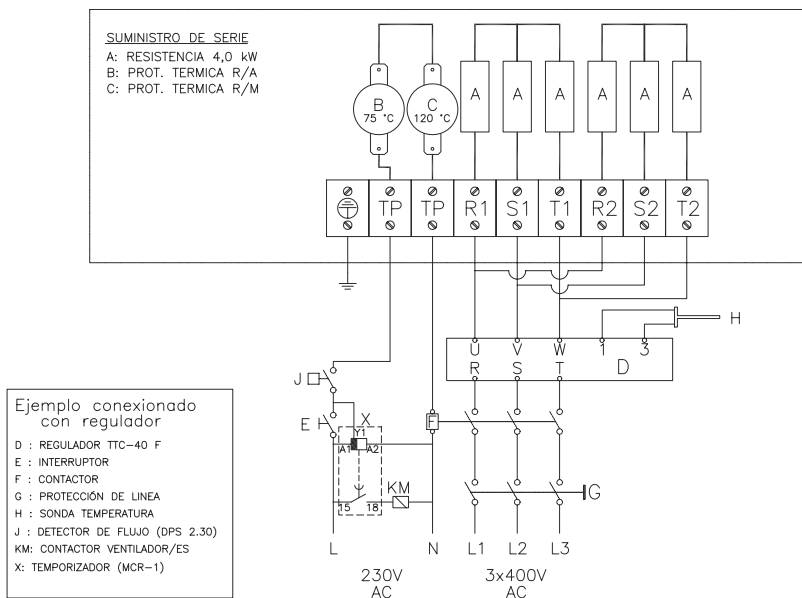 SUMINISTRO DE SERIE
A: RESISTENCIA 4,0 kW
B: PROT. TERMICA R/A
C: PROT. TERMICA R/M
B
75 °C
C
120 °C
A
A
A
A
A
A
TP
TP
R1
S1
T1
R2
S2
T2
H
U
V
W
1
3
R
S
T
D
J
E
X
Y1
A1
A2
F
KM
15
18
G
L
N
L1
L2
L3
230V
AC
3x400V
AC
Ejemplo conexionado
con regulador
D : REGULADOR TTC-40 F
E : INTERRUPTOR
F : CONTACTOR
G : PROTECCIÓN DE LINEA
H : SONDA TEMPERATURA
J : DETECTOR DE FLUJO (DPS 2.30)
KM: CONTACTOR VENTILADOR/ES
X: TEMPORIZADOR (MCR-1)